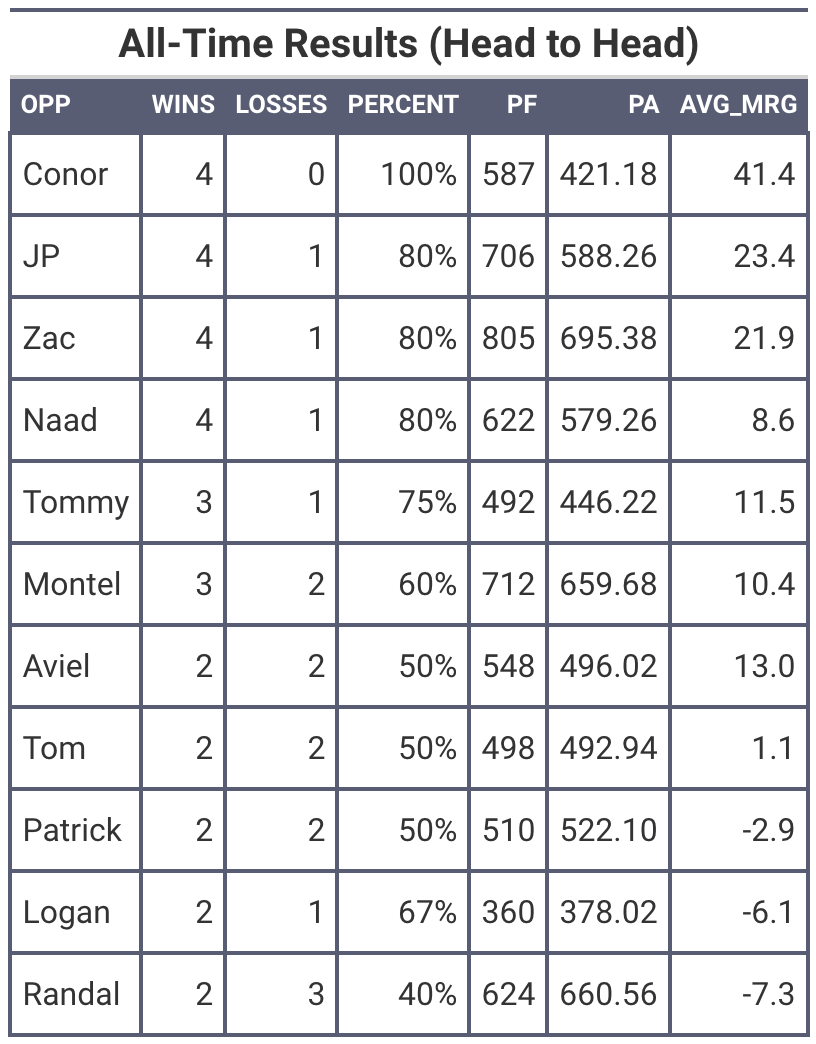 All-Time Results (Head to Head)
OPP WINS LOSSES PERCENT PF PA AVG_MRG
Conor 4 0 100% 587 421.18 41.4
JP 4 1 80% 706 588.26 23.4
Zac 4 1 80% 805 695.38 21.9
Naad 4 1 80% 622 579.26 8.6
Tommy 3 1 75% 492 446.22 11.5
Montel 3 2 60% 712 659.68 10.4
Aviel 2 2 50% 548 496.02 13.0
Tom 2 2 50% 498 492.94 1.1
Patrick 2 2 50% 510 522.10 -2.9
Logan 2 1 67% 360 378.02 -6.1
Randal 2 3 40% 624 660.56 -7.3